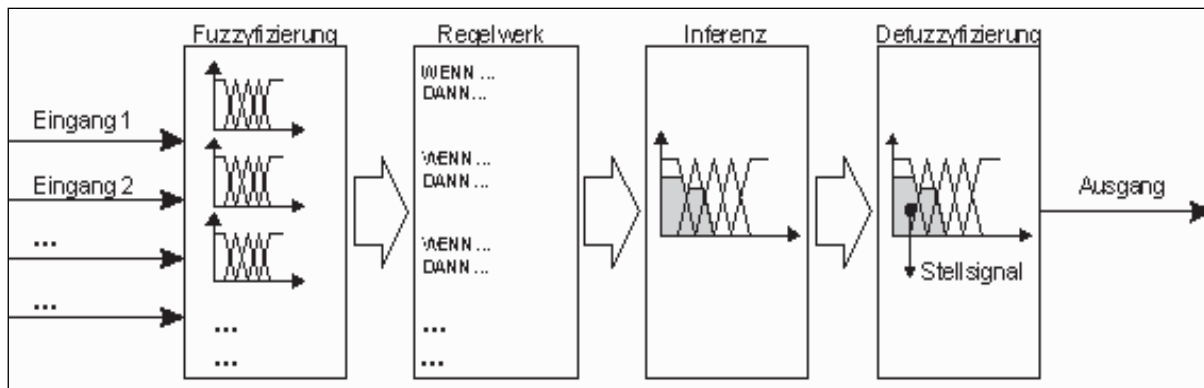 Fuzzyfizierung
Regelwerk
Inferenz
Defuzzyfizierung
Eingang 1
Eingang 2
...
...
...
...
WENN ...
DANN ...
WENN ...
DANN ...
WENN ...
DANN ...
...
...
Stellsignal
Ausgang